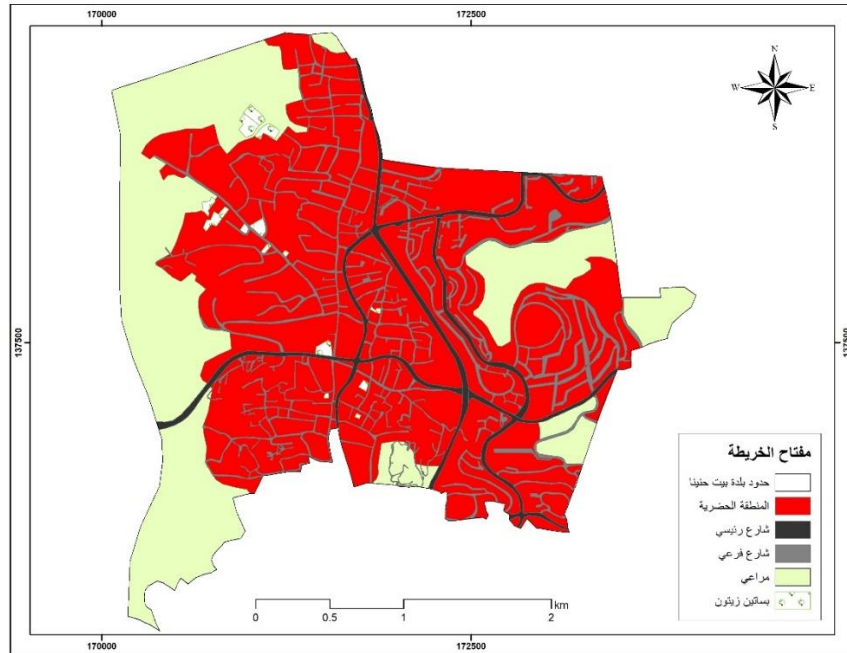 170000 172500
N
W E
S
137500 137500
مفتاح الخريطة
حدود بلدة بيت حنينا
المنطقة الحضرية
شارع رئيسي
شارع فرعي
مراعي
بساتين زيتون
km
0 0.5 1 2
170000 172500